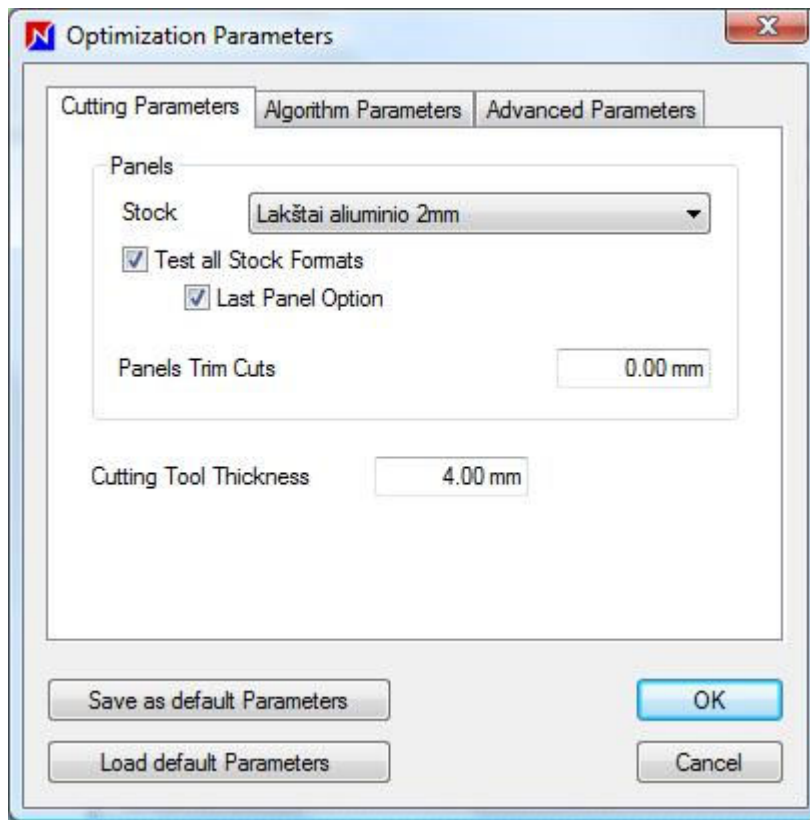 Optimization Parameters
Cutting Parameters Algorithm Parameters Advanced Parameters
Panels
Stock Lakštai aliuminio 2mm
Test all Stock Formats
Last Panel Option
Panels Trim Cuts 0.00 mm
Cutting Tool Thickness 4.00 mm
Save as default Parameters OK
Load default Parameters Cancel